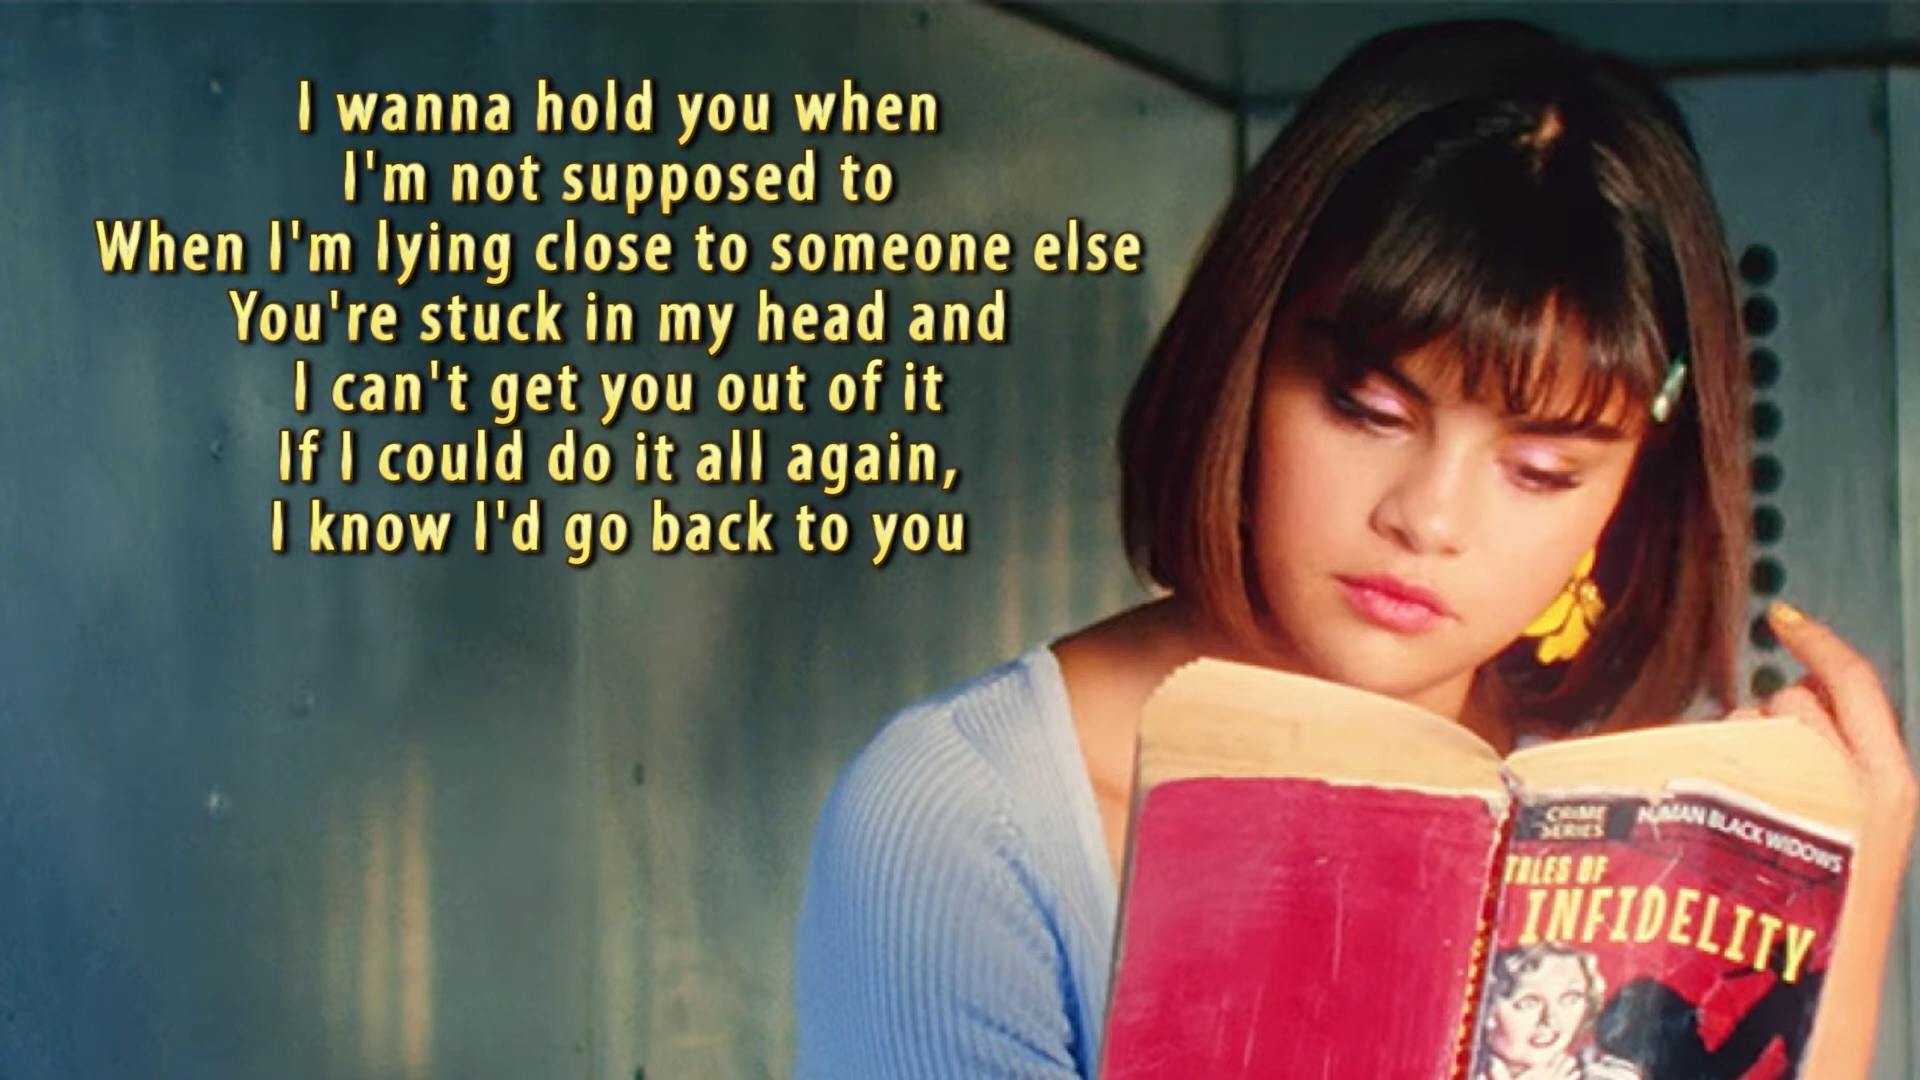 I wanna hold you when
I'm not supposed to
When I'm lying close to someone else
You're stuck in my head and
I can't get you out of it
If I could do it all again,
I know I'd go back to you
CRIME
SERIES
HUMAN BLACK WIDOWS
TALES OF
INFIDELITY